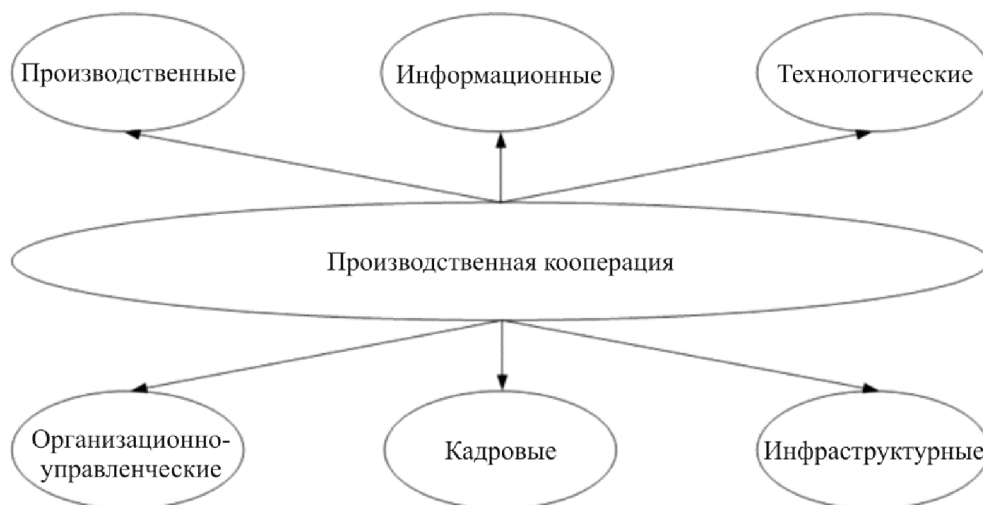 Производственные
Информационные
Технологические
Производственная кооперация
Организационно-
управленческие
Кадровые
Инфраструктурные